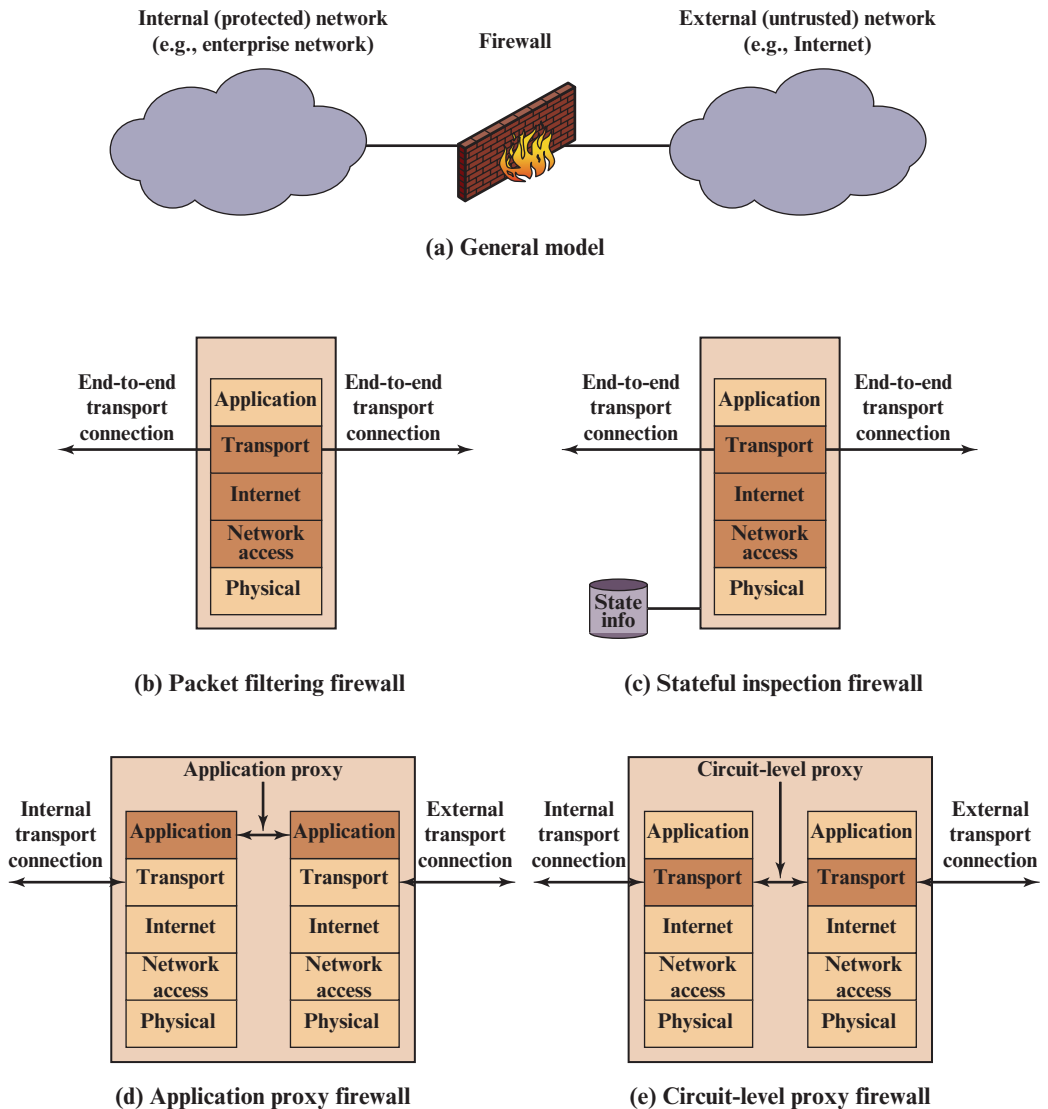 Internal (protected) network
(e.g., enterprise network)
Firewall
External (untrusted) network
(e.g., Internet)
(a) General model
End-to-end
transport
connection
Application
Transport
Internet
Network
access
Physical
End-to-end
transport
connection
(b) Packet filtering firewall
End-to-end
transport
connection
Application
Transport
Internet
Network
access
Physical
End-to-end
transport
connection
State
info
(c) Stateful inspection firewall
Application proxy
Internal
transport
connection
Application
Transport
Internet
Network
access
Physical
Application
Transport
Internet
Network
access
Physical
External
transport
connection
(d) Application proxy firewall
Circuit-level proxy
Internal
transport
connection
Application
Transport
Internet
Network
access
Physical
Application
Transport
Internet
Network
access
Physical
External
transport
connection
(e) Circuit-level proxy firewall